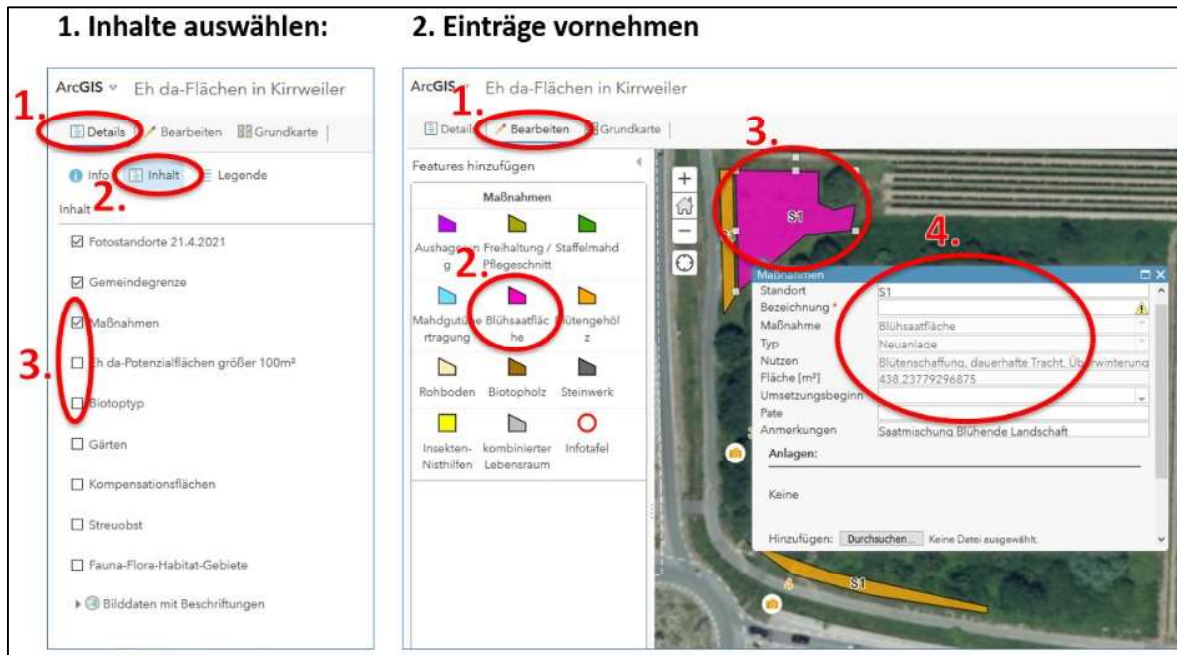 1. Inhalte auswählen:
2. Einträge vornehmen
ArcGIS Eh da-Flächen in Kirrweiler
1.
Details
Bearbeiten
Grundkarte
Info
Inhalt
Legende
2.
Inhalt
Fotostandorte 21.4.2021
Gemeindegrenze
Maßnahmen
3.
Eh da-Potenzialflächen größer 100m²
Biotoptyp
Gärten
Kompensationsflächen
Streuobst
Fauna-Flora-Habitat-Gebiete
Bilddaten mit Beschriftungen
ArcGIS Eh da-Flächen in Kirrweiler
1.
Details
Bearbeiten
Grundkarte
Features hinzufügen
Maßnahmen
Freihaltung /
Pflegeschnitt
Staffelmahd
2.
Blühsaatfläc
he
Rohboden
Biotopholz
Steinwerk
Insekten-
Nisthilfen
kombinierter
Lebensraum
Infotafel
3.
S1
S1
4.
Maßnahmen
Standort S1
Bezeichnung *
Maßnahme Blühsaatfläche
Typ Neuanlage
Nutzen Blütenschaffung, dauerhafte Tracht, Überwinterung
Fläche [m²] 438,23779296875
Umsetzungsbeginn
Pate
Anmerkungen Saatmischung Blühende Landschaft
Anlagen:
Keine
Hinzufügen: Durchsuchen... Keine Datei ausgewählt.
4
S1